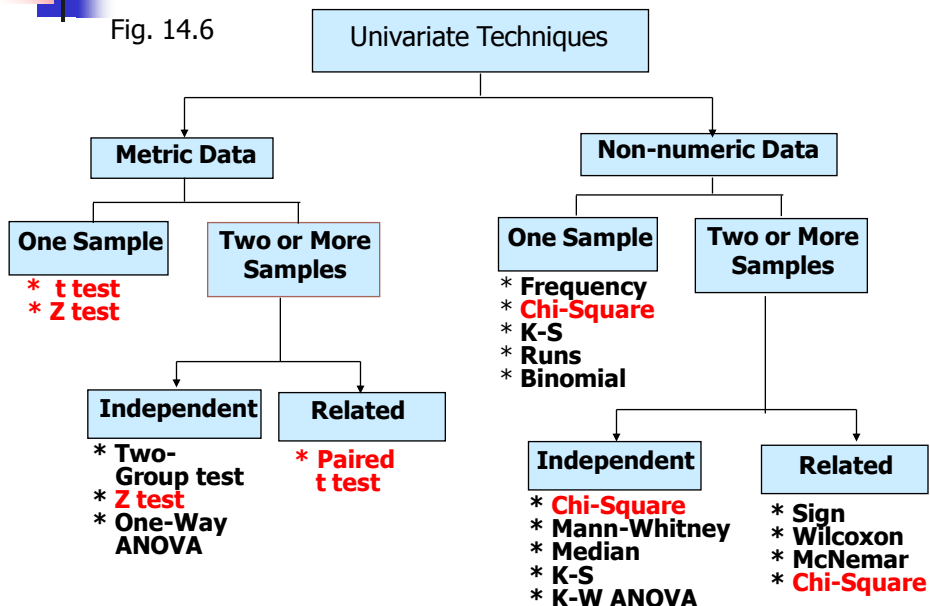 Fig. 14.6
Univariate Techniques
Metric Data
Non-numeric Data
One Sample
* t test
* Z test
Two or More
Samples
One Sample
* Frequency
* Chi-Square
* K-S
* Runs
* Binomial
Two or More
Samples
Independent
* Two-
Group test
* Z test
* One-Way
ANOVA
Related
* Paired
t test
Independent
* Chi-Square
* Mann-Whitney
* Median
* K-S
* K-W ANOVA
Related
* Sign
* Wilcoxon
* McNemar
* Chi-Square